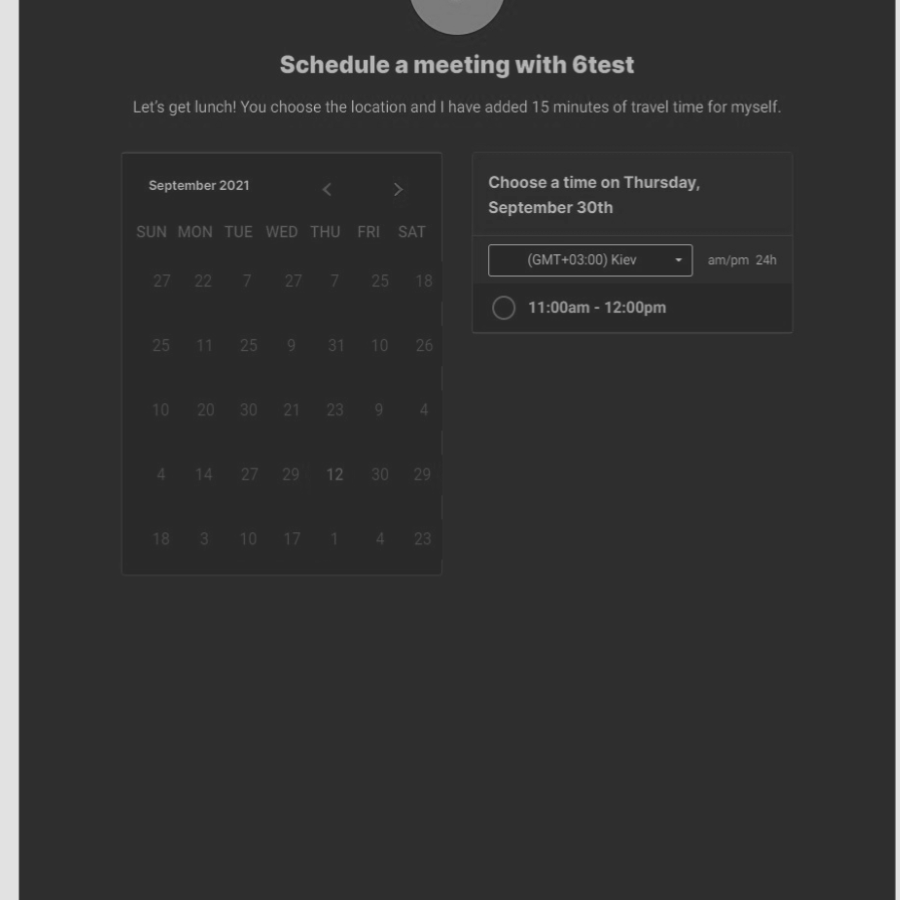 Schedule a meeting with 6test
Let's get lunch! You choose the location and I have added 15 minutes of travel time for myself.
September 2021
SUN MON TUE WED THU FRI SAT
27 22 7 27 7 25 18
25 11 25 9 31 10 26
10 20 30 21 23 9 4
4 14 27 29 12 30 29
18 3 10 17 1 4 23
Choose a time on Thursday,
September 30th
(GMT+03:00) Kiev am/pm 24h
11:00am - 12:00pm